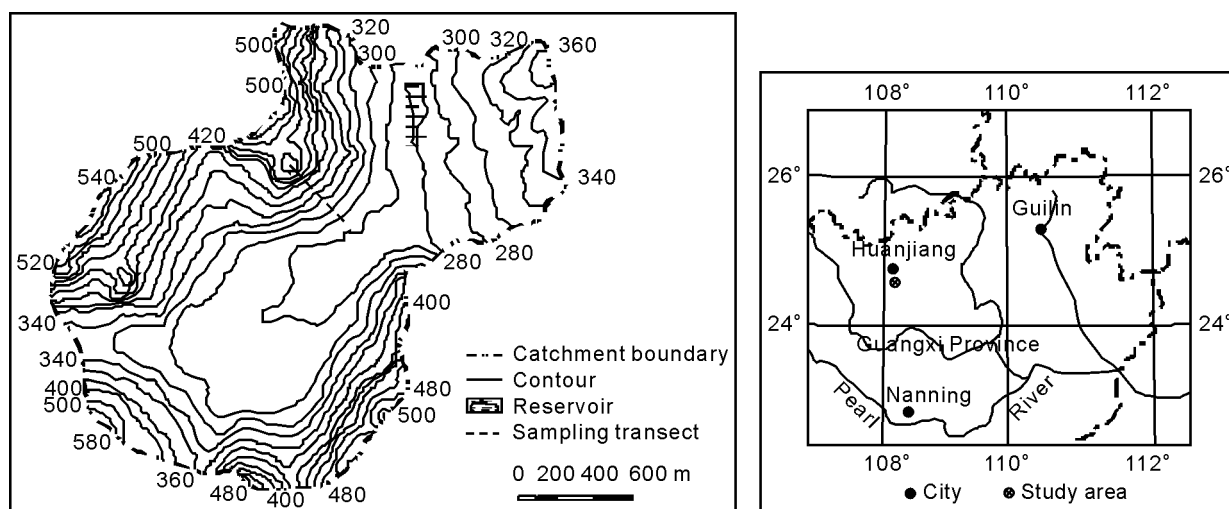 500 320 300 300 320 360
500
420
500
540
340
520
280 280
400
340
340
400
500
580
360
480 400 480
500
480
Catchment boundary
Contour
Reservoir
Sampling transect
0 200 400 600 m
108° 110° 112°
26° 26°
Guilin
Huanjiang
24° 24°
Guangxi Province
Nanning
Pearl River
108° 110° 112°
City Study area